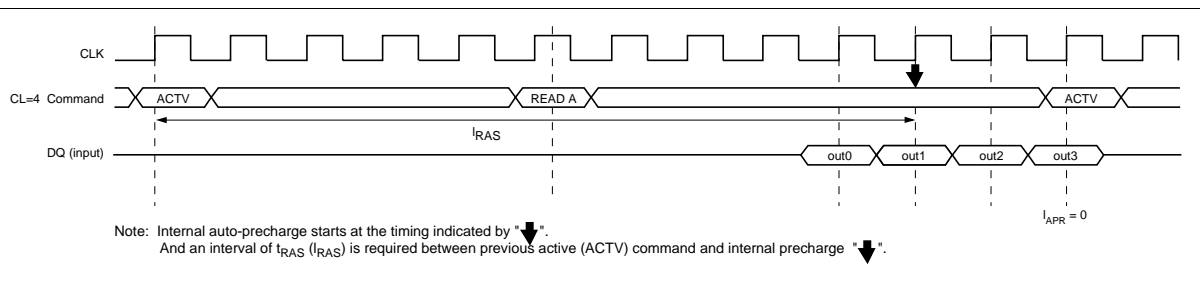 CLK
CL=4 Command ACTV READ A ACTV
lRAS
DQ (input) out0 out1 out2 out3
lAPR = 0
Note: Internal auto-precharge starts at the timing indicated by " ".
And an interval of tRAS (lRAS) is required between previous active (ACTV) command and internal precharge " ".